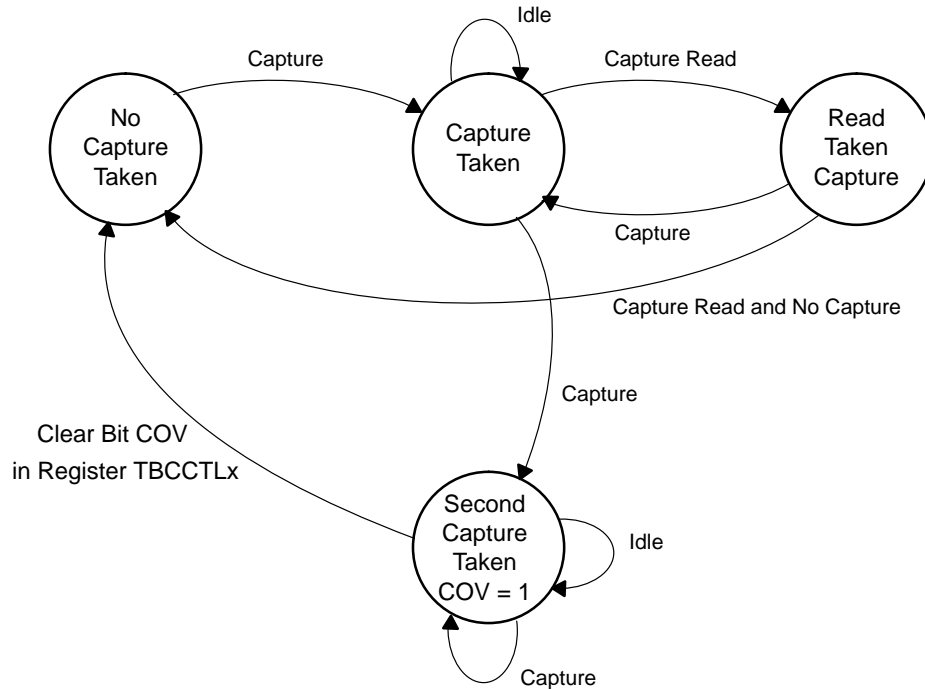 Idle
Capture
Capture Read
No
Capture
Taken
Capture
Taken
Read
Taken
Capture
Capture
Capture Read and No Capture
Capture
Clear Bit COV
in Register TBCCTLx
Second
Capture
Taken
COV = 1
Idle
Capture